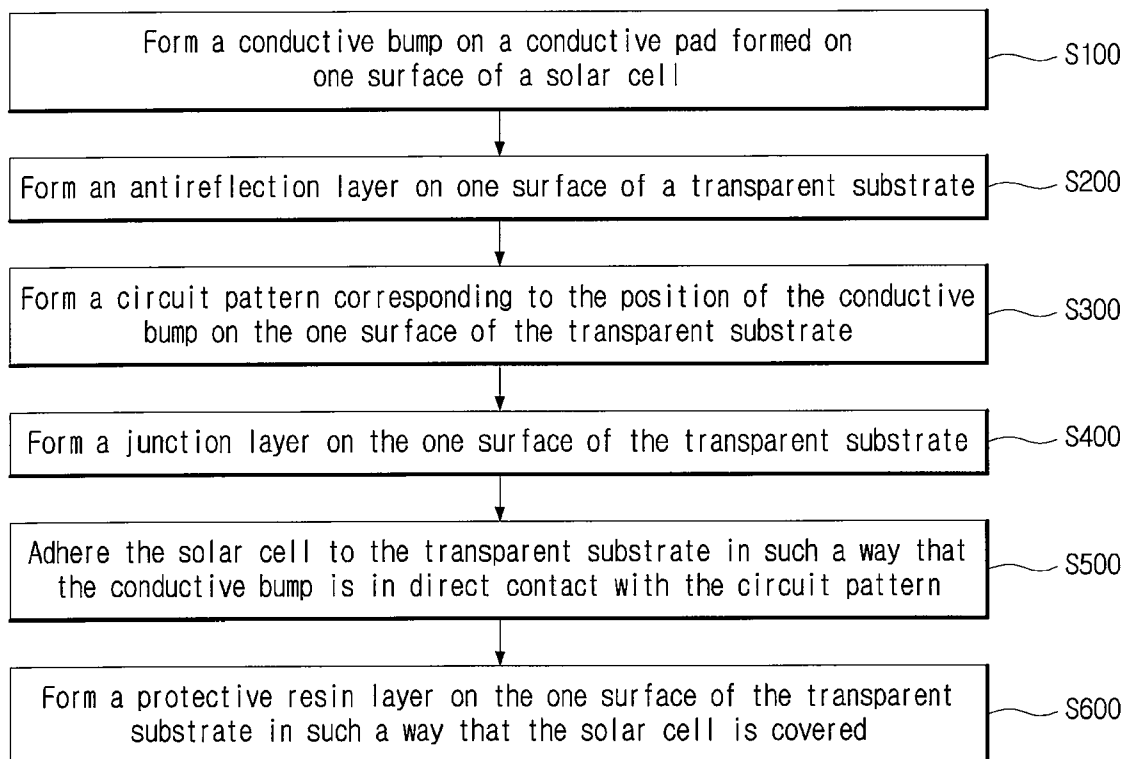 Form a conductive bump on a conductive pad formed on
one surface of a solar cell
S100
Form an antireflection layer on one surface of a transparent substrate
S200
Form a circuit pattern corresponding to the position of the conductive
bump on the one surface of the transparent substrate
S300
Form a junction layer on the one surface of the transparent substrate
S400
Adhere the solar cell to the transparent substrate in such a way that
the conductive bump is in direct contact with the circuit pattern
S500
Form a protective resin layer on the one surface of the transparent
substrate in such a way that the solar cell is covered
S600